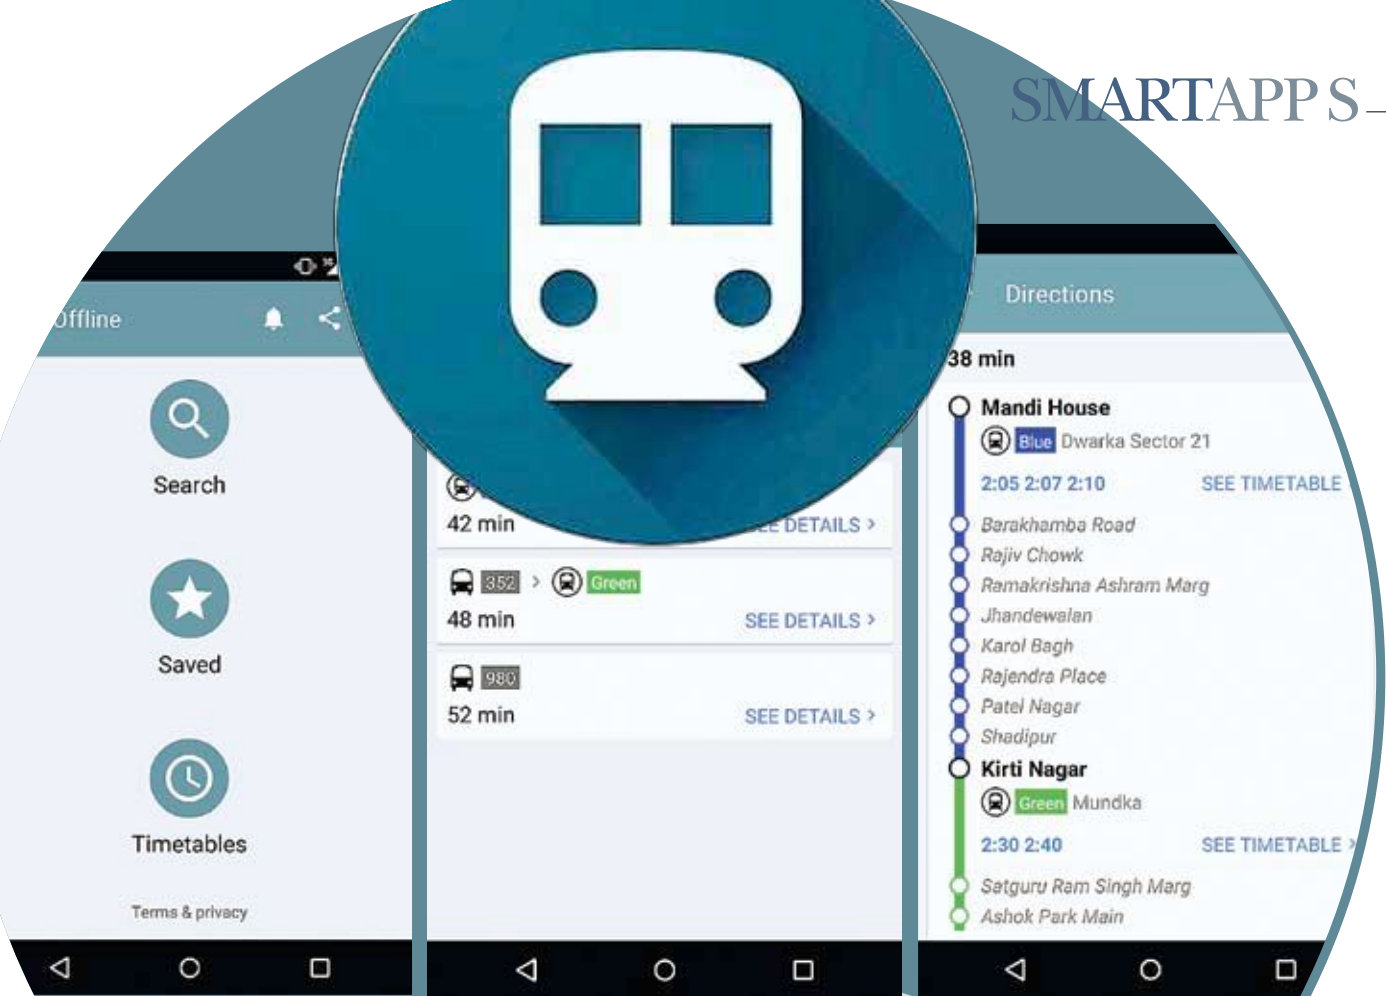 SMARTAPPS
Offline
Search
Saved
Timetables
Terms & privacy
42 min
SEE DETAILS >
352 > Green
48 min
SEE DETAILS >
980
52 min
SEE DETAILS >
Directions
38 min
Mandi House
Blue Dwarka Sector 21
2:05 2:07 2:10
SEE TIMETABLE
Barakhamba Road
Rajiv Chowk
Ramakrishna Ashram Marg
Jhandewalan
Karol Bagh
Rajendra Place
Patel Nagar
Shadipur
Kirti Nagar
Green Mundka
2:30 2:40
SEE TIMETABLE >
Satguru Ram Singh Marg
Ashok Park Main